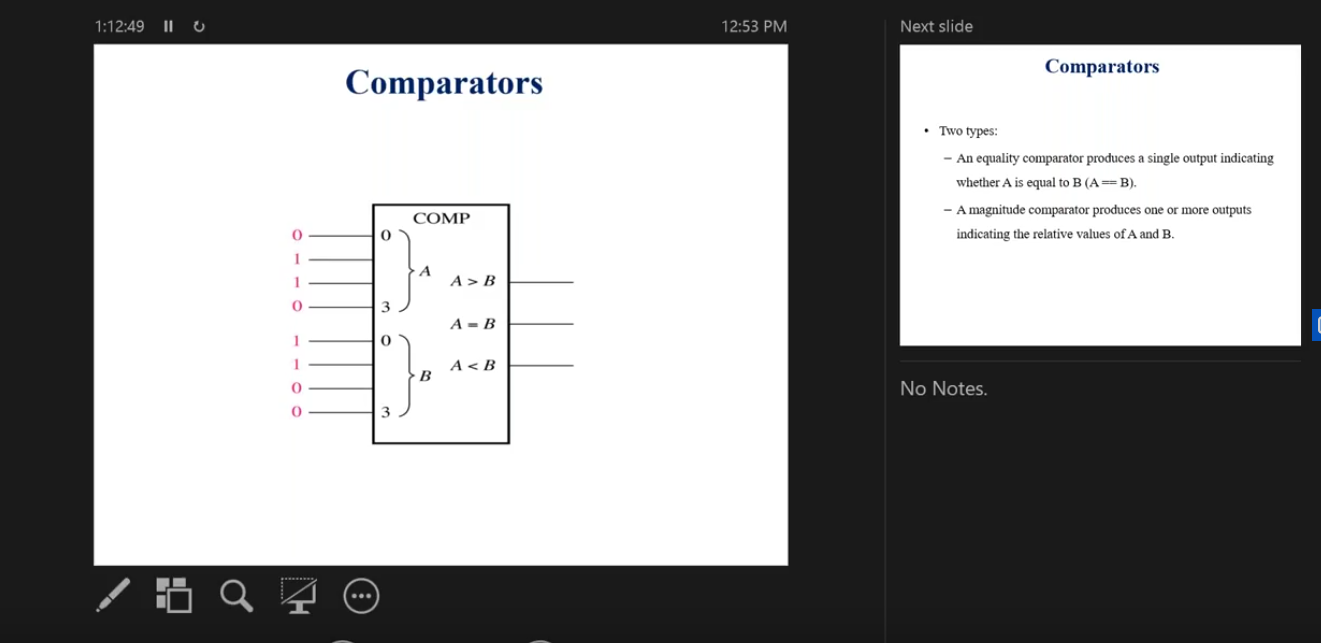 1:12:49
12:53 PM
Next slide
Comparators
COMP
0
1
1
0
0
3
A
1
1
0
0
0
3
B
A > B
A = B
A < B
Comparators
• Two types:
– An equality comparator produces a single output indicating
whether A is equal to B (A == B).
– A magnitude comparator produces one or more outputs
indicating the relative values of A and B.
No Notes.